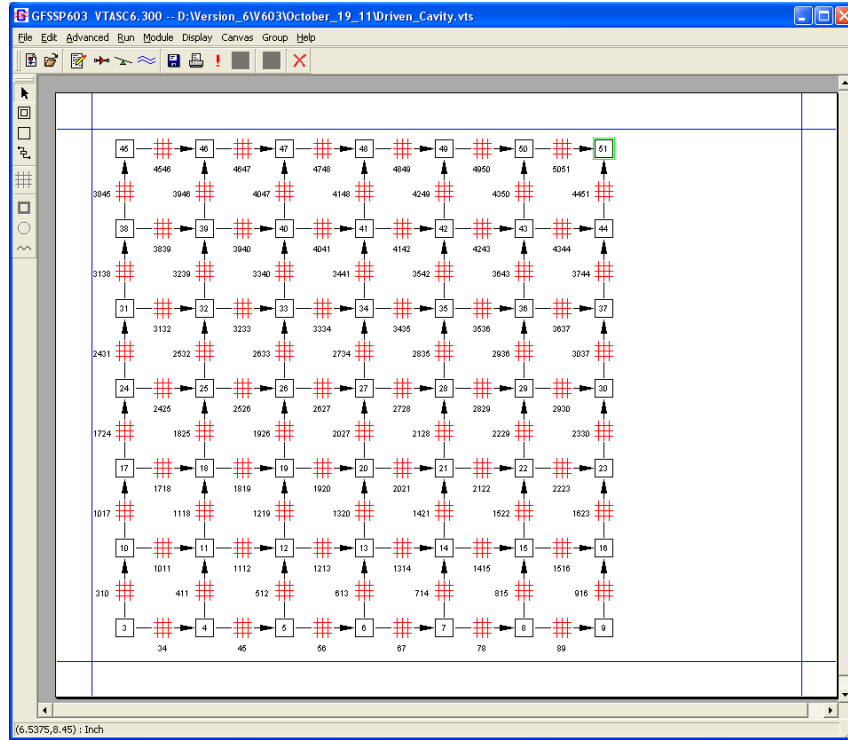 GFSSP603 VTASC6.300 -- D:\Version_6\V603\October_19_11\Driven_Cavity.vts
File Edit Advanced Run Module Display Canvas Group Help
45 46 47 48 49 50 51
4546 4647 4748 4849 4950 5051
3845 3946 4047 4148 4249 4350 4451
38 39 40 41 42 43 44
3839 3940 4041 4142 4243 4344
3138 3239 3340 3441 3542 3643 3744
31 32 33 34 35 36 37
3132 3233 3334 3435 3536 3637
2431 2532 2633 2734 2835 2936 3037
24 25 26 27 28 29 30
2425 2526 2627 2728 2829 2930
1724 1825 1926 2027 2128 2229 2330
17 18 19 20 21 22 23
1718 1819 1920 2021 2122 2223
1017 1118 1219 1320 1421 1522 1623
10 11 12 13 14 15 16
1011 1112 1213 1314 1415 1516
310 411 512 613 714 815 916
3 4 5 6 7 8 9
34 45 56 67 78 89
(6.5375,8.45) : Inch